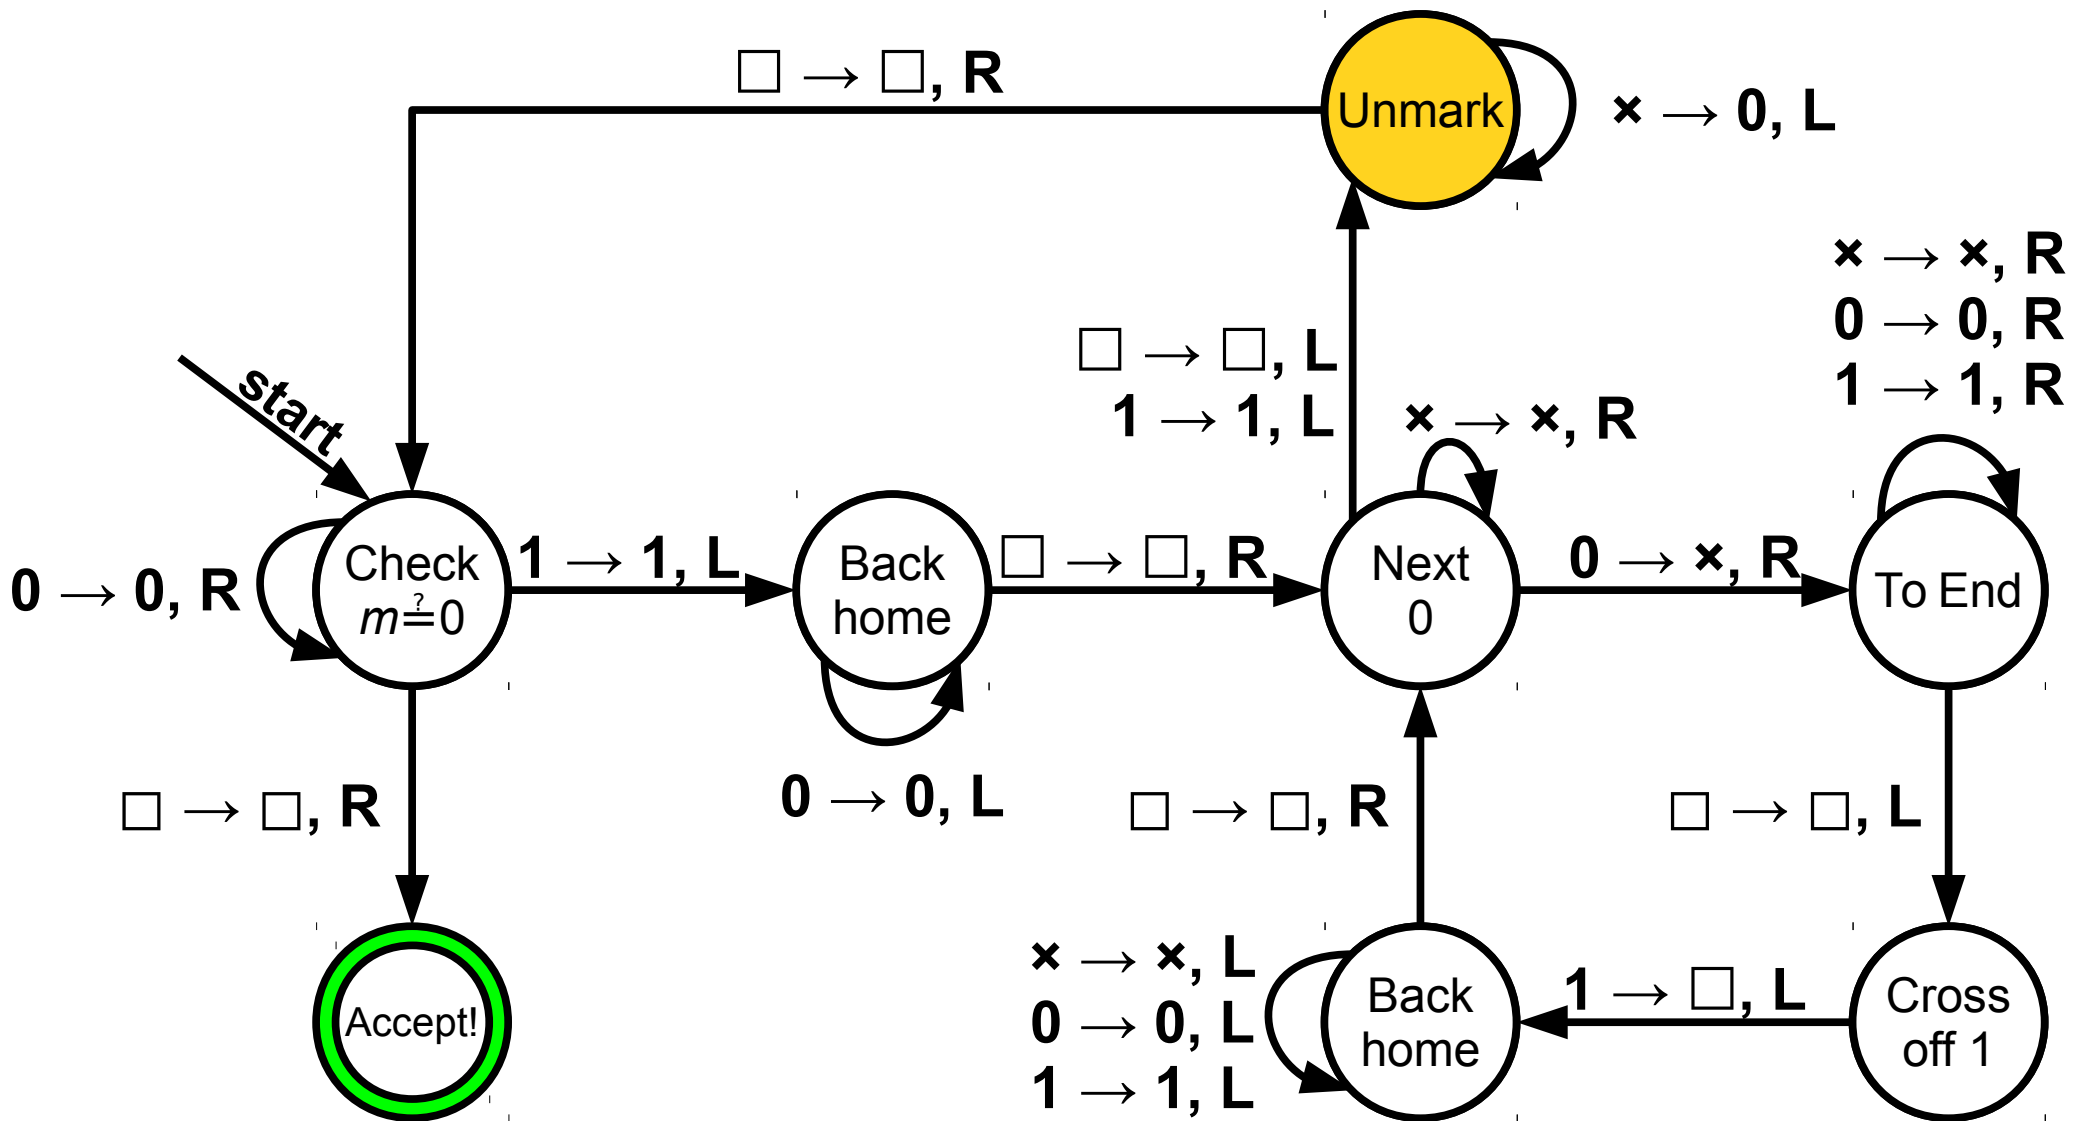 □ → □, R
Unmark
× → 0, L
× → ×, R
0 → 0, R
1 → 1, R
□ → □, L
1 → 1, L
× → ×, R
start
Check
m≟0
0 → 0, R
1 → 1, L
Back
home
□ → □, R
Next
0
0 → ×, R
To End
0 → 0, L
□ → □, R
□ → □, R
□ → □, L
Accept!
× → ×, L
0 → 0, L
1 → 1, L
Back
home
1 → □, L
Cross
off 1